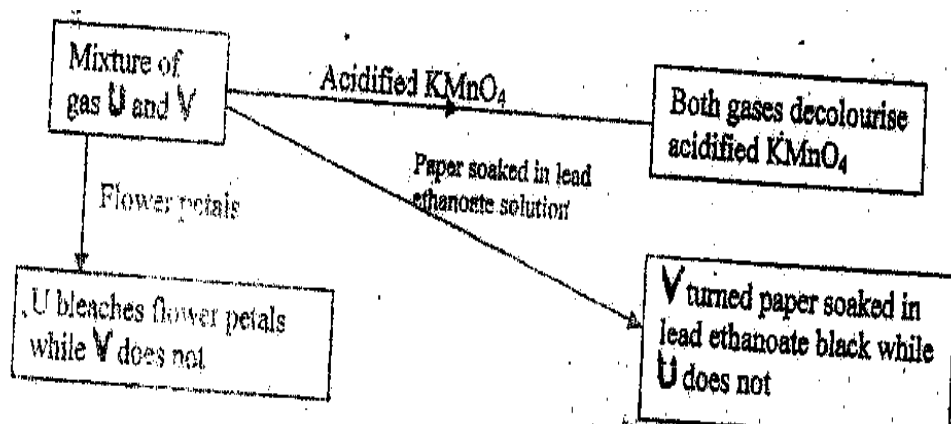 Mixture of
gas U and V
Acidified KMnO₄
Both gases decolourise
acidified KMnO₄
Flower petals
Paper soaked in lead
ethanoate solution
U bleaches flower petals
while V does not
V turned paper soaked in
lead ethanoate black while
U does not